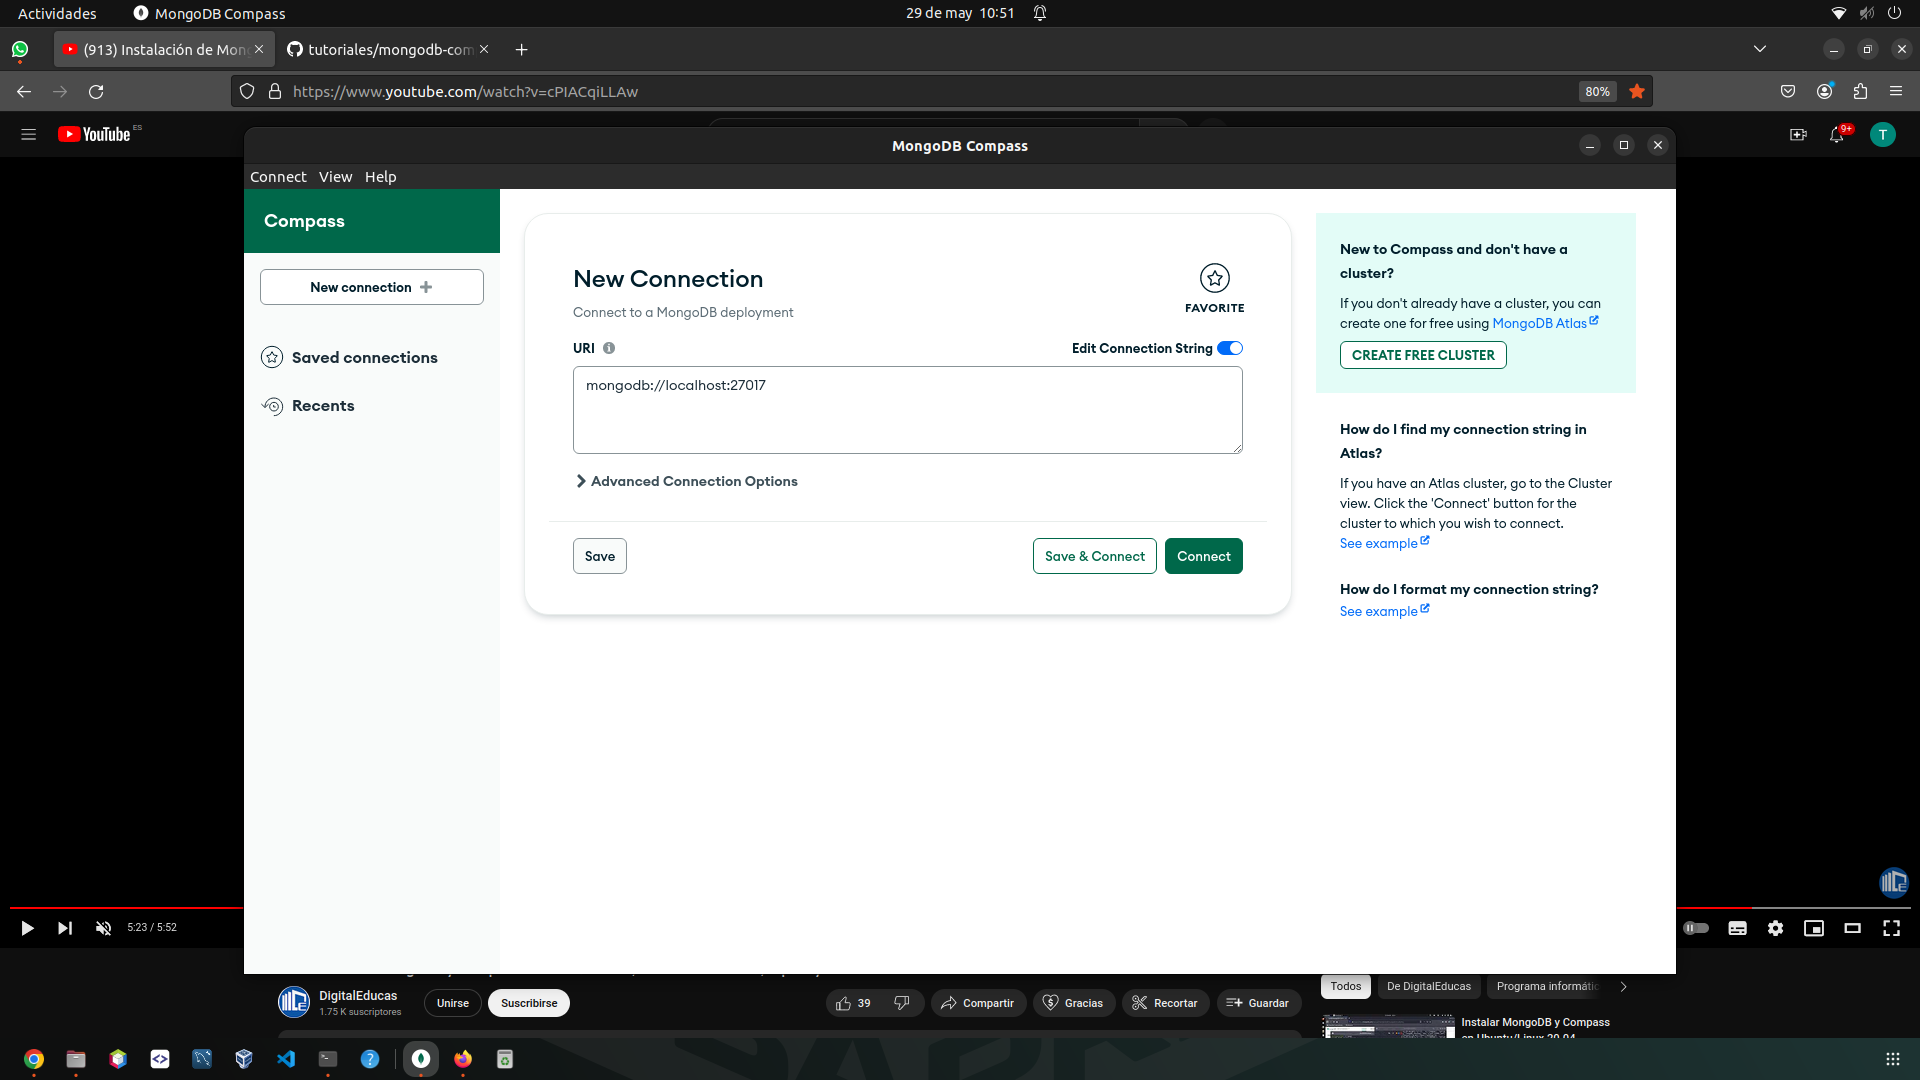 Actividades
MongoDB Compass
29 de may 10:51
(913) Instalación de Mong
tutoriales/mongodb-com
https://www.youtube.com/watch?v=cPIACqiLLAw
80%
YouTube
ES
9+
T
MongoDB Compass
Connect View Help
Compass
New connection
Saved connections
Recents
New Connection
Connect to a MongoDB deployment
FAVORITE
URI
Edit Connection String
mongodb://localhost:27017
Advanced Connection Options
Save
Save & Connect
Connect
New to Compass and don't have a
cluster?
If you don't already have a cluster, you can
create one for free using MongoDB Atlas
CREATE FREE CLUSTER
How do I find my connection string in
Atlas?
If you have an Atlas cluster, go to the Cluster
view. Click the 'Connect' button for the
cluster to which you wish to connect.
See example
How do I format my connection string?
See example
5:23 / 5:52
DigitalEducas
1.75 K suscriptores
Unirse
Suscribirse
39
Compartir
Gracias
Recortar
Guardar
Todos
De DigitalEducas
Programa informátic
Instalar MongoDB y Compass
en Ubuntu/Linux 20.04